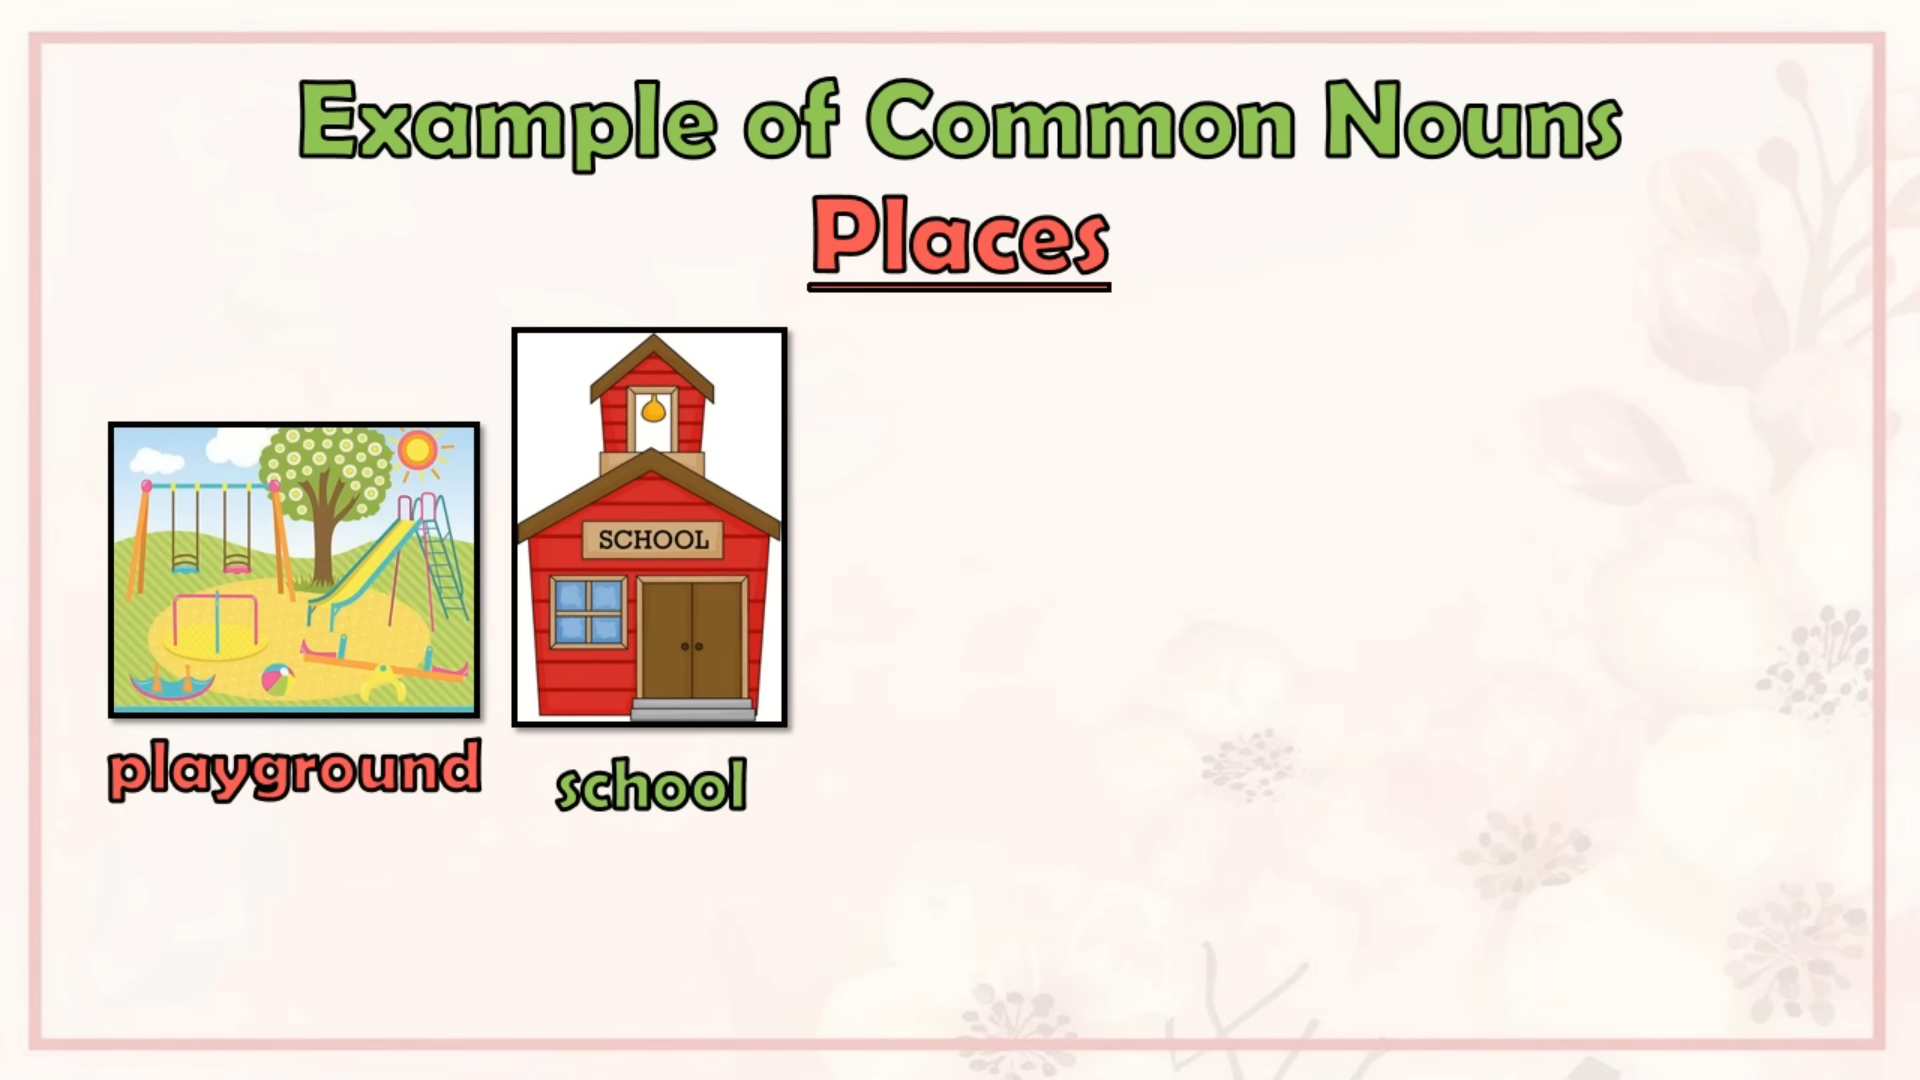 Example of Common Nouns
Places
SCHOOL
playground
school